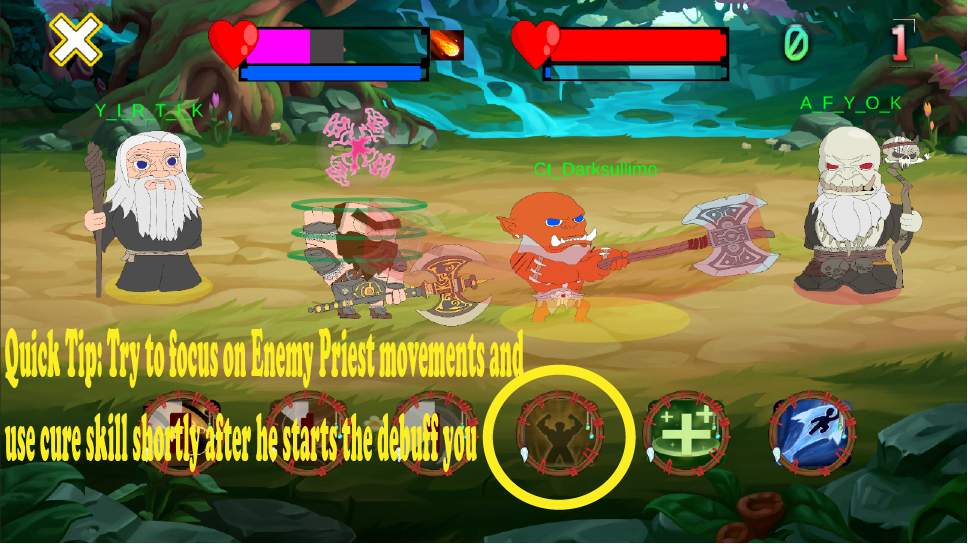 0 1
Y_I_R_T_I_K
A_F_Y_O_K
Ct_Darksullimo
Quick Tip: Try to focus on Enemy Priest movements and
use cure skill shortly after he starts the debuff you